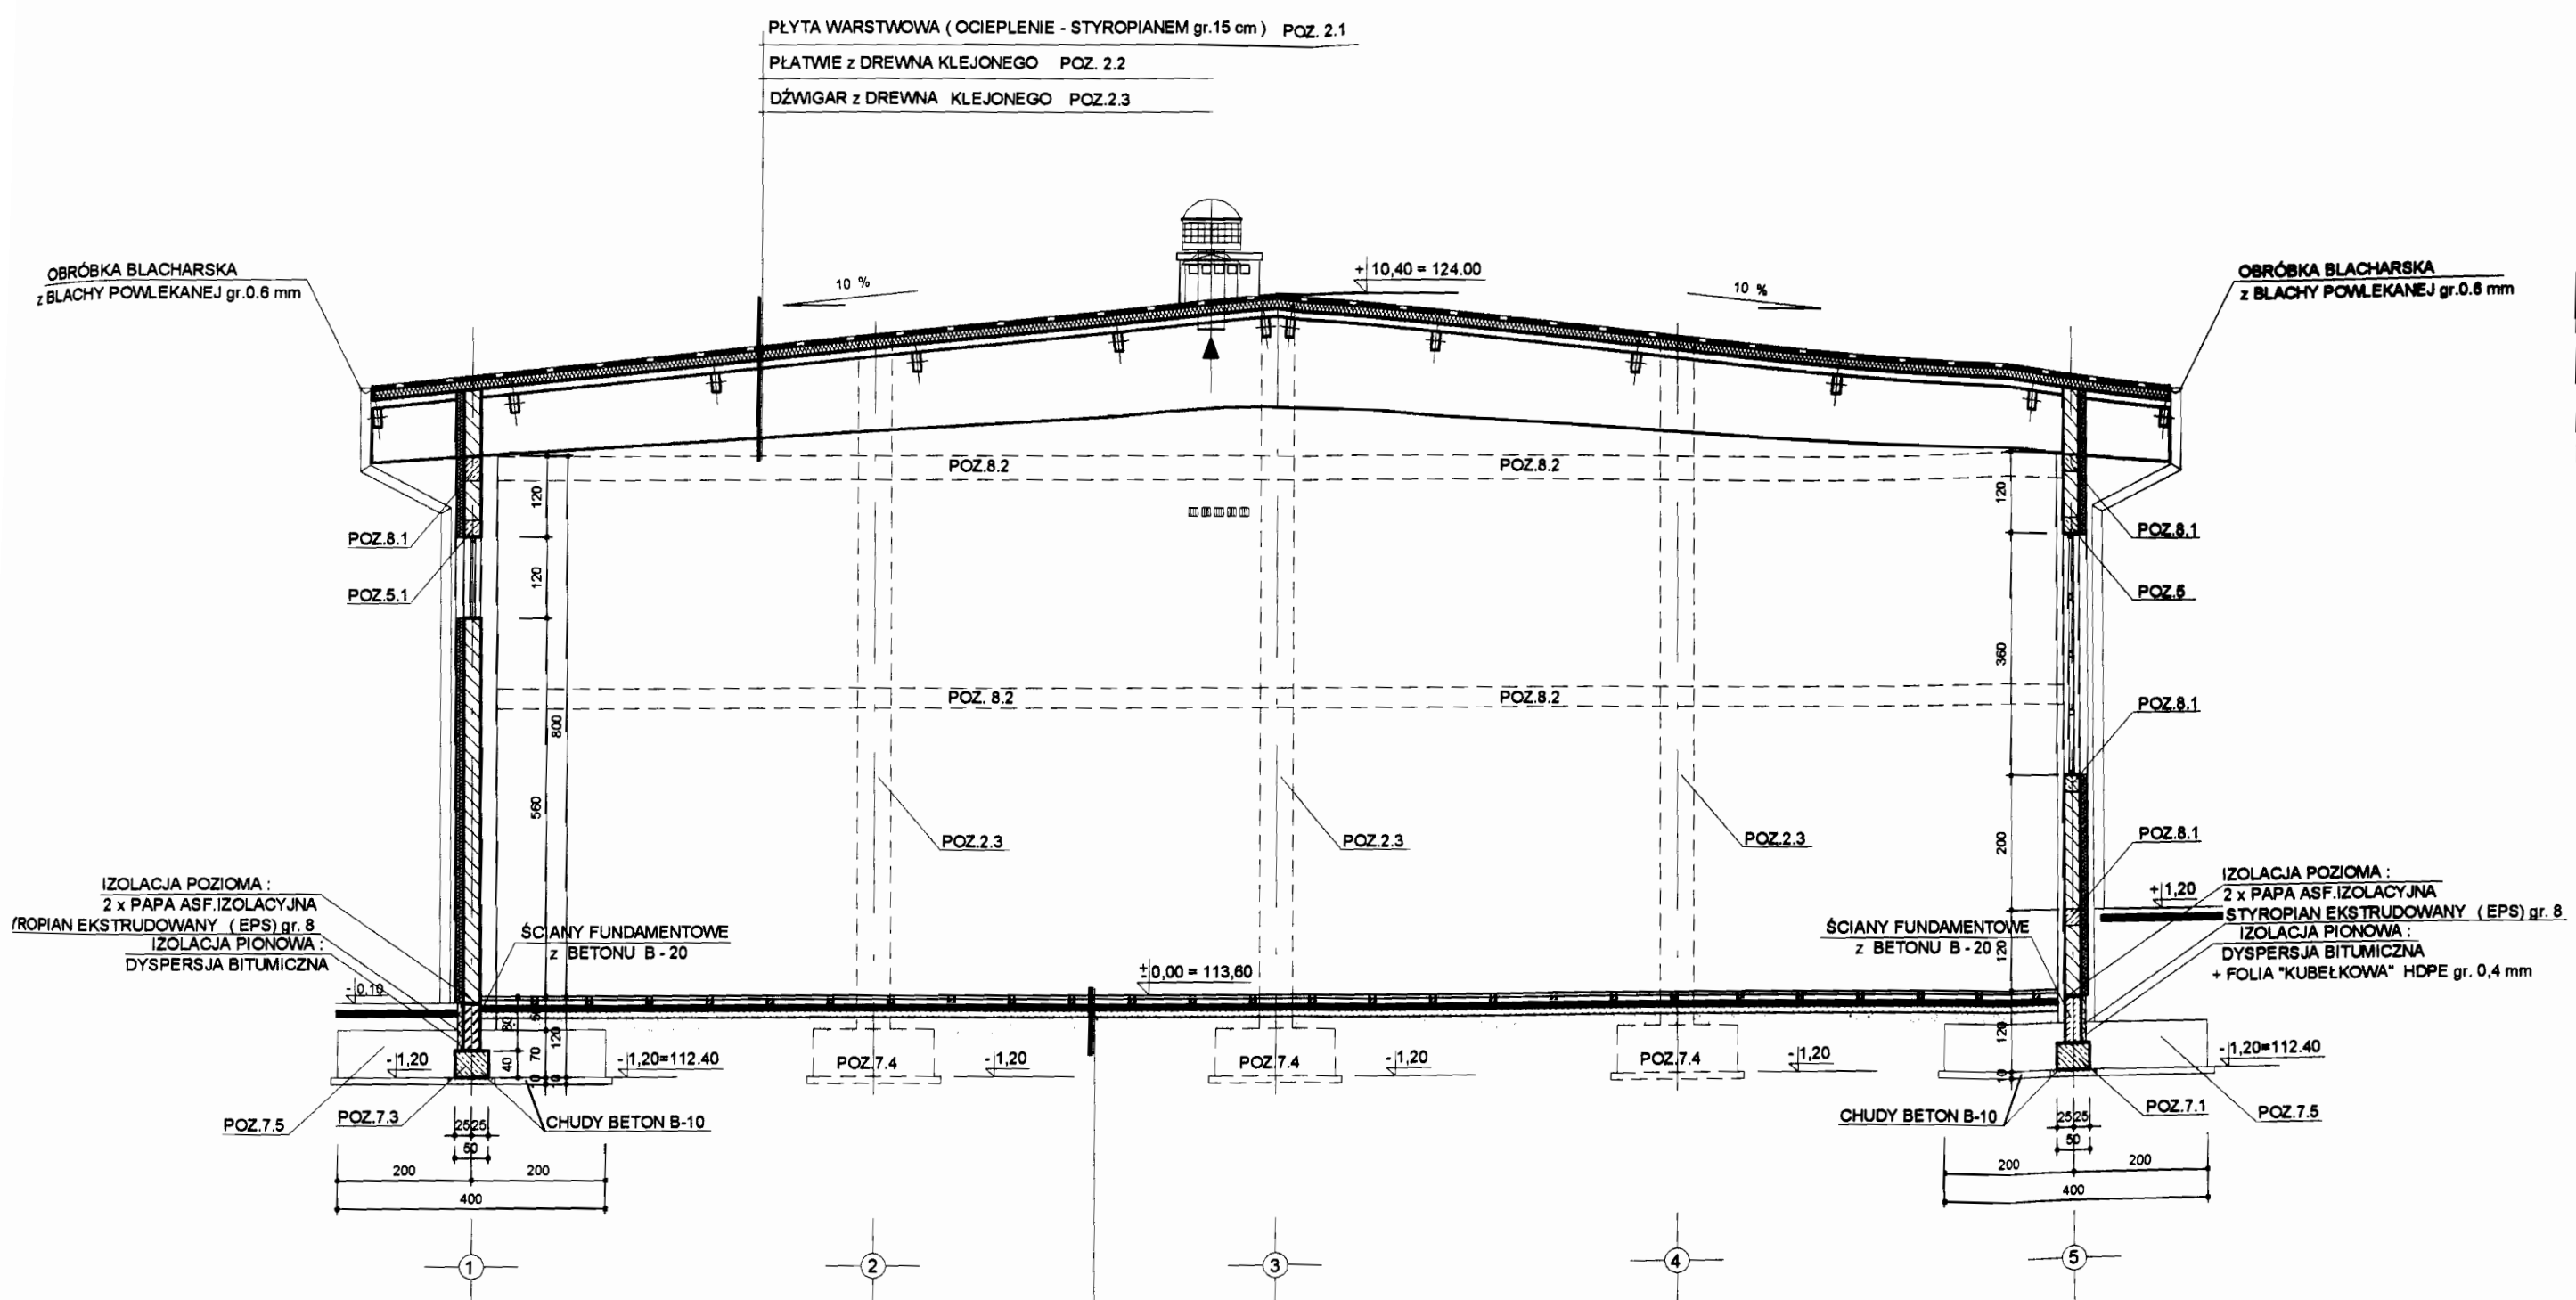 PŁYTA WARSTWOWA ( OCIEPLENIE - STYROPIANEM gr.15 cm ) POZ. 2.1
PŁATWIE z DREWNA KLEJONEGO POZ. 2.2
DŹWIGAR z DREWNA KLEJONEGO POZ.2.3
OBRÓBKA BLACHARSKA
z BLACHY POWLEKANEJ gr.0.6 mm
10 %
+ 10,40 = 124.00
10 %
OBRÓBKA BLACHARSKA
z BLACHY POWLEKANEJ gr.0.6 mm
POZ.8.2
POZ.8.2
120
120
POZ.8.1
POZ.8.1
120
POZ.5.1
POZ.5
360
POZ. 8.2
POZ.8.2
POZ.8.1
800
560
POZ.2.3
POZ.2.3
POZ.2.3
200
POZ.8.1
IZOLACJA POZIOMA :
2 x PAPA ASF.IZOLACYJNA
ROPIAN EKSTRUDOWANY ( EPS) gr. 8
IZOLACJA PIONOWA :
DYSPERSJA BITUMICZNA
ŚCIANY FUNDAMENTOWE
z BETONU B - 20
ŚCIANY FUNDAMENTOWE
z BETONU B - 20
120
+ 1,20
IZOLACJA POZIOMA :
2 x PAPA ASF.IZOLACYJNA
STYROPIAN EKSTRUDOWANY ( EPS) gr. 8
IZOLACJA PIONOWA :
DYSPERSJA BITUMICZNA
+ FOLIA "KUBEŁKOWA" HDPE gr. 0,4 mm
- 0,10
± 0,00 = 113,60
80
120
120
- 1,20
40
70
- 1,20=112.40
POZ.7.4
- 1,20
POZ.7.4
- 1,20
POZ.7.4
- 1,20
- 1,20=112.40
10
10
10
POZ.7.5
POZ.7.3
CHUDY BETON B-10
CHUDY BETON B-10
POZ.7.1
POZ.7.5
25 25
50
200 200
400
25 25
50
200 200
400
1 2 3 4 5